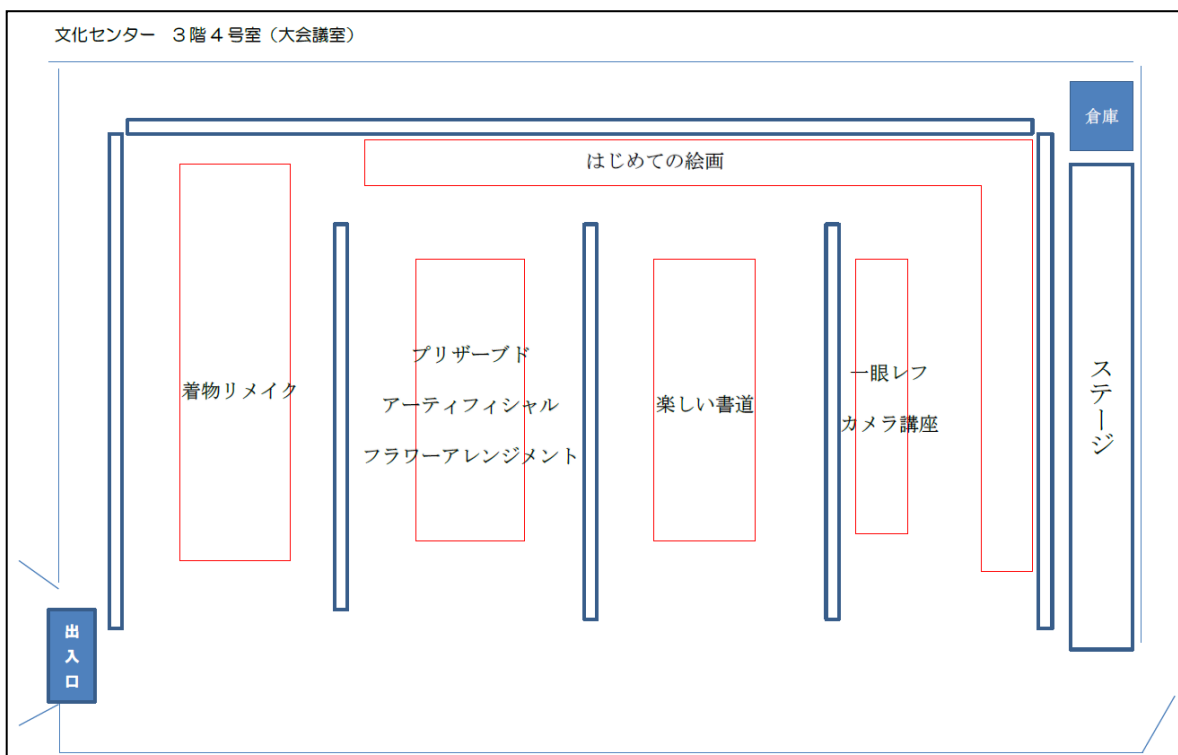 文化センター　３階４号室（大会議室）
倉庫
はじめての絵画
プリザーブド
アーティフィシャル
フラワーアレンジメント
着物リメイク
楽しい書道
一眼レフ
カメラ講座
ステージ
出入口